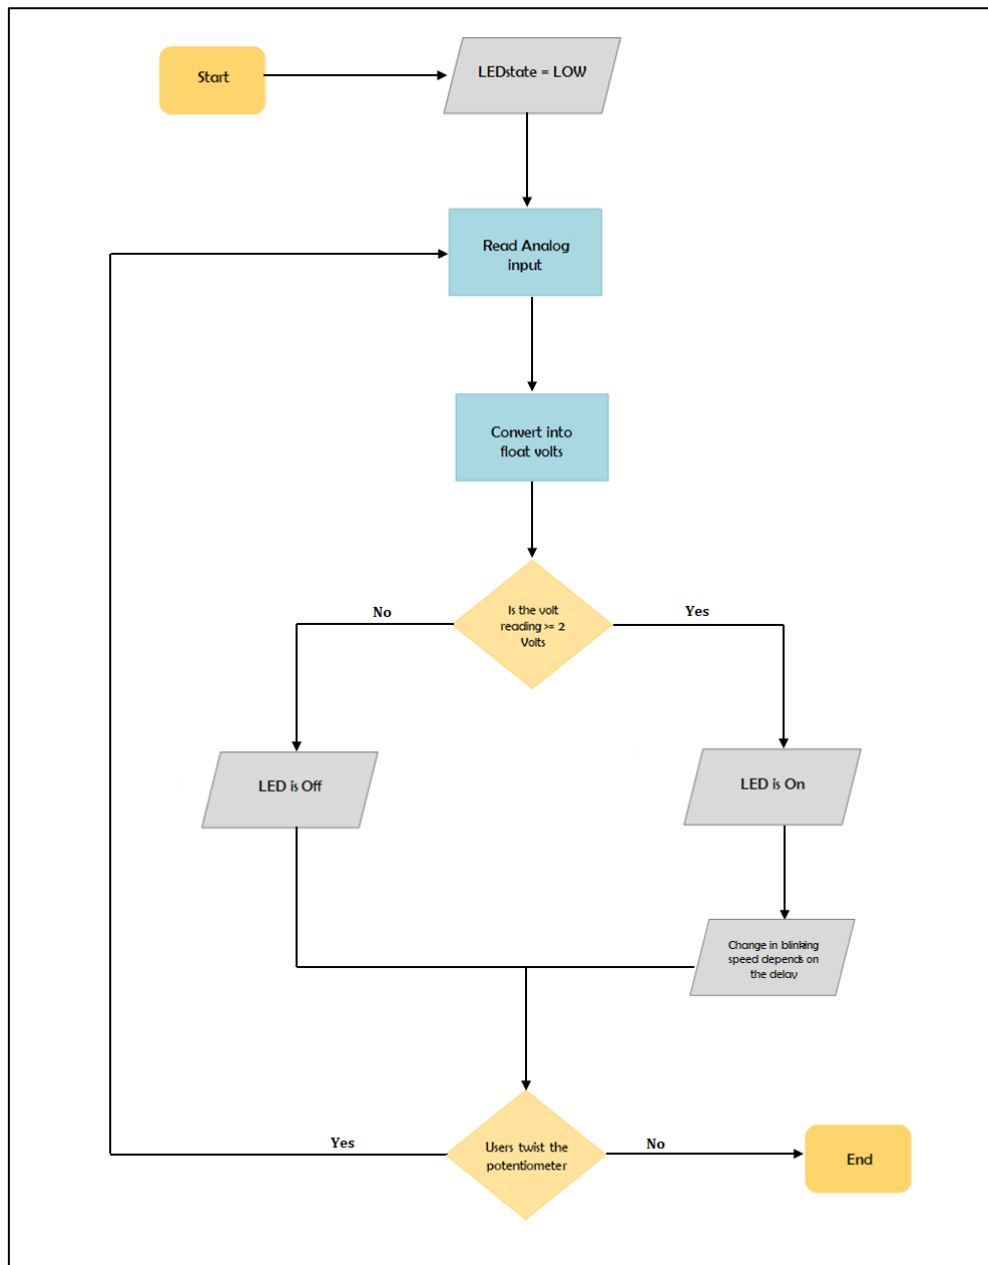 Start
LEDstate = LOW
Read Analog
input
Convert into
float volts
Is the volt
reading >= 2
Volts
No
Yes
LED is Off
LED is On
Change in blinking
speed depends on
the delay
Users twist the
potentiometer
Yes
No
End